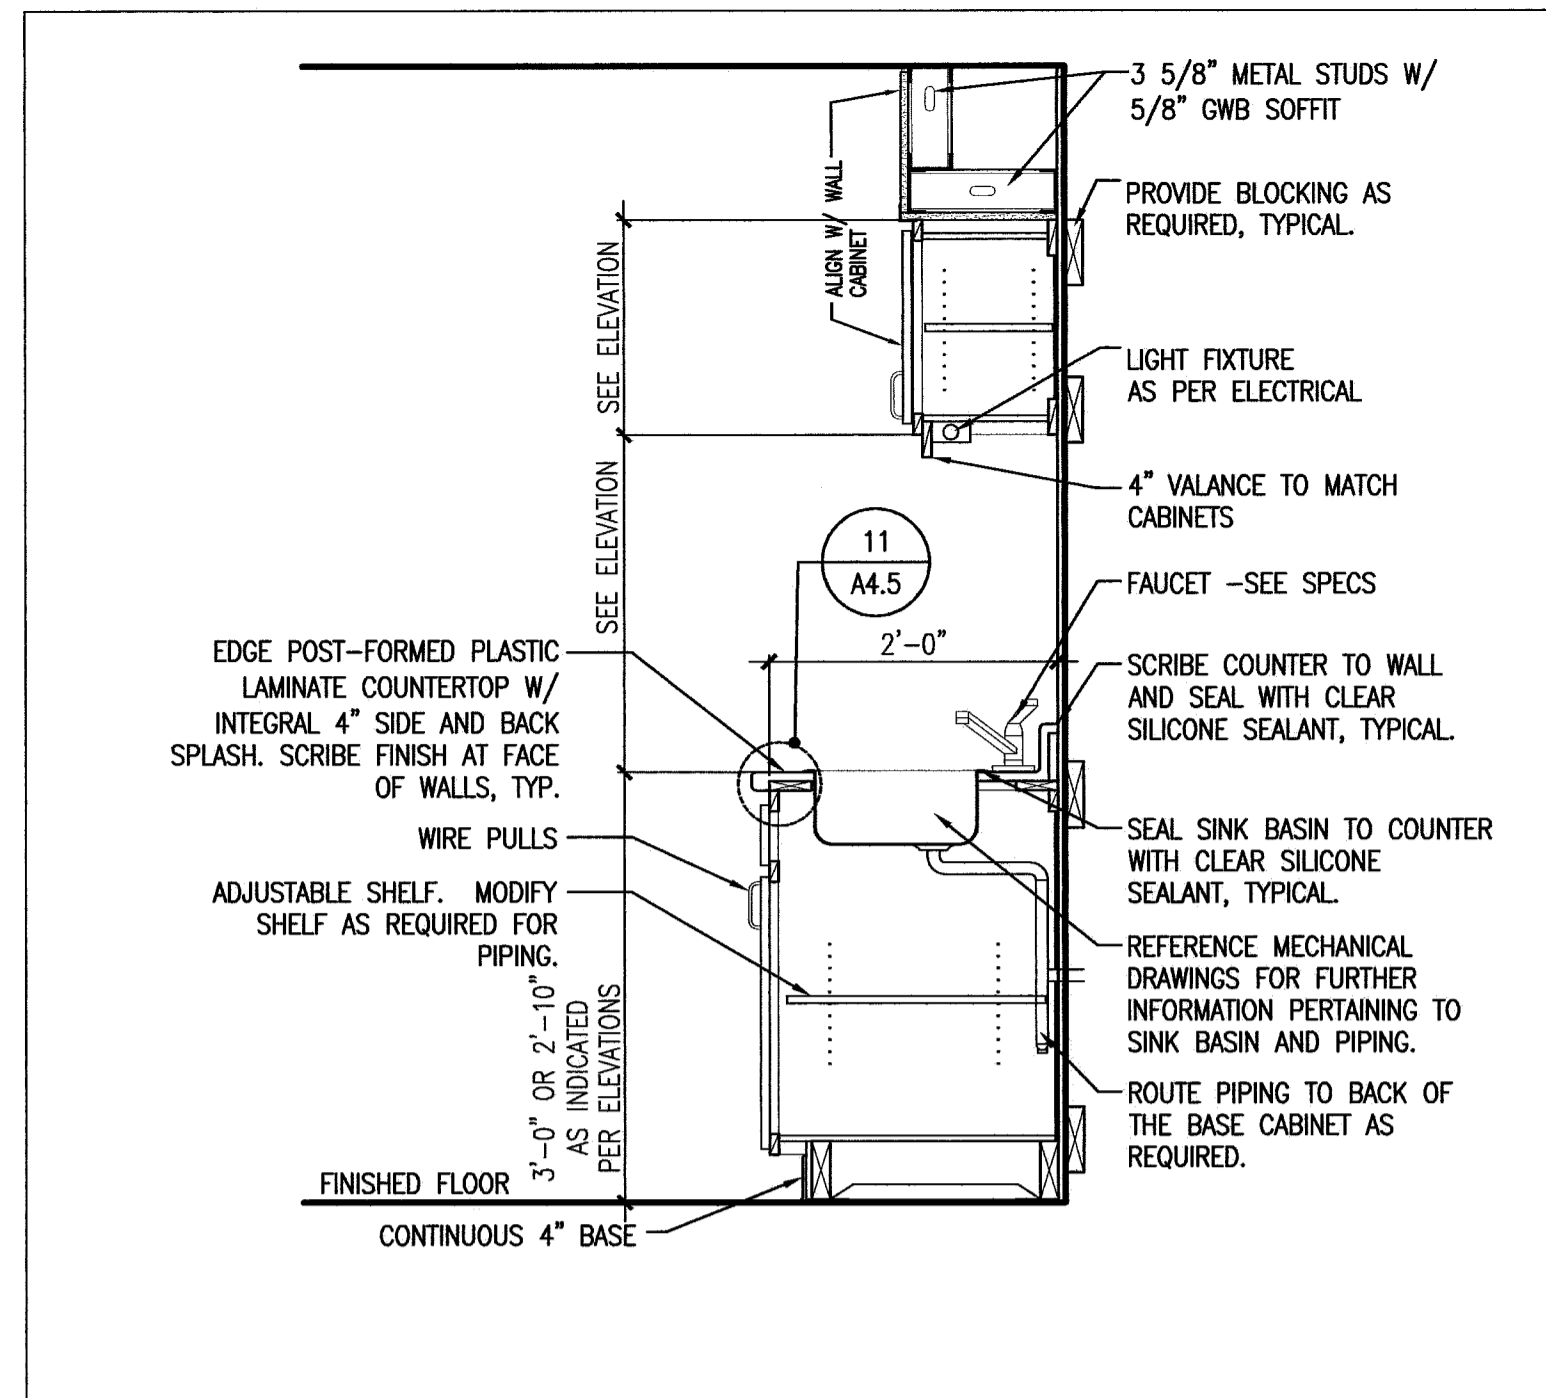 3 5/8" METAL STUDS W/
5/8" GWB SOFFIT
ALIGN W/ WALL
CABINET
PROVIDE BLOCKING AS
REQUIRED, TYPICAL.
SEE ELEVATION
LIGHT FIXTURE
AS PER ELECTRICAL
4" VALANCE TO MATCH
CABINETS
SEE ELEVATION
11
A4.5
FAUCET -SEE SPECS
2'-0"
EDGE POST-FORMED PLASTIC
LAMINATE COUNTERTOP W/
INTEGRAL 4" SIDE AND BACK
SPLASH. SCRIBE FINISH AT FACE
OF WALLS, TYP.
SCRIBE COUNTER TO WALL
AND SEAL WITH CLEAR
SILICONE SEALANT, TYPICAL.
WIRE PULLS
SEAL SINK BASIN TO COUNTER
WITH CLEAR SILICONE
SEALANT, TYPICAL.
ADJUSTABLE SHELF. MODIFY
SHELF AS REQUIRED FOR
PIPING.
REFERENCE MECHANICAL
DRAWINGS FOR FURTHER
INFORMATION PERTAINING TO
SINK BASIN AND PIPING.
3'-0" OR 2'-10"
AS INDICATED
PER ELEVATIONS
ROUTE PIPING TO BACK OF
THE BASE CABINET AS
REQUIRED.
FINISHED FLOOR
CONTINUOUS 4" BASE